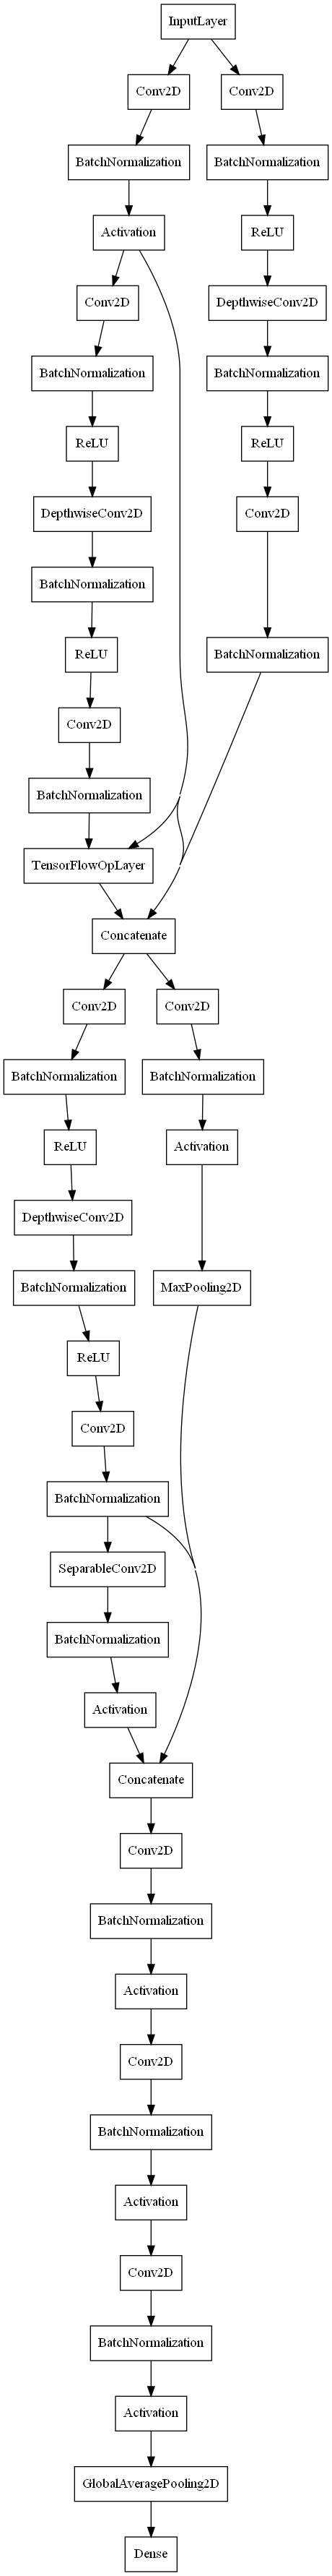 InputLayer
Conv2D
Conv2D
BatchNormalization
BatchNormalization
Activation
ReLU
Conv2D
DepthwiseConv2D
BatchNormalization
BatchNormalization
ReLU
ReLU
DepthwiseConv2D
Conv2D
BatchNormalization
ReLU
BatchNormalization
Conv2D
BatchNormalization
TensorFlowOpLayer
Concatenate
Conv2D
Conv2D
BatchNormalization
BatchNormalization
ReLU
Activation
DepthwiseConv2D
BatchNormalization
MaxPooling2D
ReLU
Conv2D
BatchNormalization
SeparableConv2D
BatchNormalization
Activation
Concatenate
Conv2D
BatchNormalization
Activation
Conv2D
BatchNormalization
Activation
Conv2D
BatchNormalization
Activation
GlobalAveragePooling2D
Dense